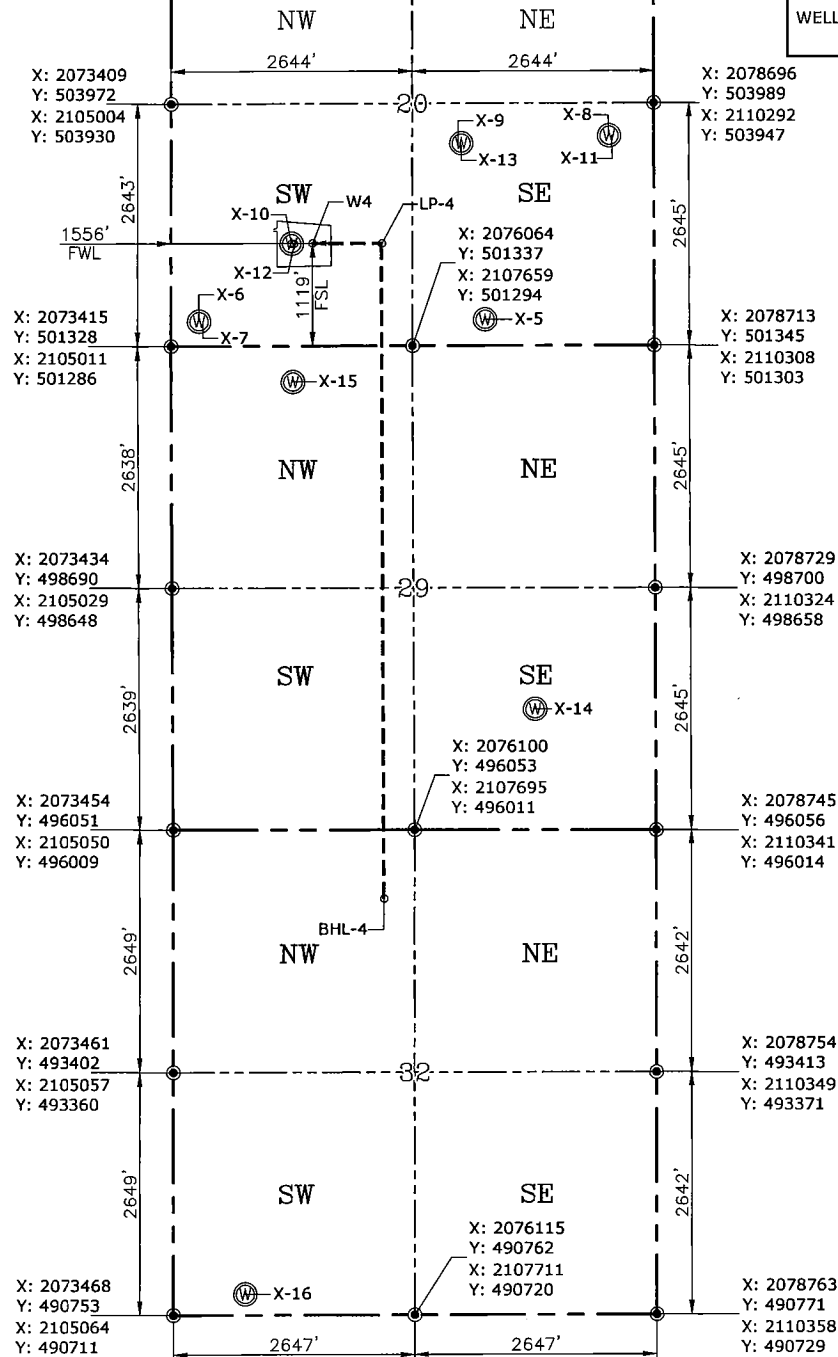 NW
NE
WELL
2644'
2644'
X: 2073409
Y: 503972
X: 2105004
Y: 503930
X: 2078696
Y: 503989
X: 2110292
Y: 503947
20
X-9
X-13
X-8
X-11
2643'
2645'
SW
SE
X-10
W4
LP-4
W
X-12
1556'
FWL
1119'
FSL
X: 2076064
Y: 501337
X: 2107659
Y: 501294
X-6
W
X-7
W
X-5
X: 2073415
Y: 501328
X: 2105011
Y: 501286
X: 2078713
Y: 501345
X: 2110308
Y: 501303
W
X-15
2638'
2645'
NW
NE
X: 2073434
Y: 498690
X: 2105029
Y: 498648
29
X: 2078729
Y: 498700
X: 2110324
Y: 498658
2639'
2645'
SW
SE
W
X-14
X: 2076100
Y: 496053
X: 2107695
Y: 496011
X: 2073454
Y: 496051
X: 2105050
Y: 496009
X: 2078745
Y: 496056
X: 2110341
Y: 496014
BHL-4
2649'
2642'
NW
NE
X: 2073461
Y: 493402
X: 2105057
Y: 493360
32
X: 2078754
Y: 493413
X: 2110349
Y: 493371
2649'
2642'
SW
SE
X: 2076115
Y: 490762
X: 2107711
Y: 490720
W
X-16
X: 2073468
Y: 490753
X: 2105064
Y: 490711
X: 2078763
Y: 490771
X: 2110358
Y: 490729
2647'
2647'